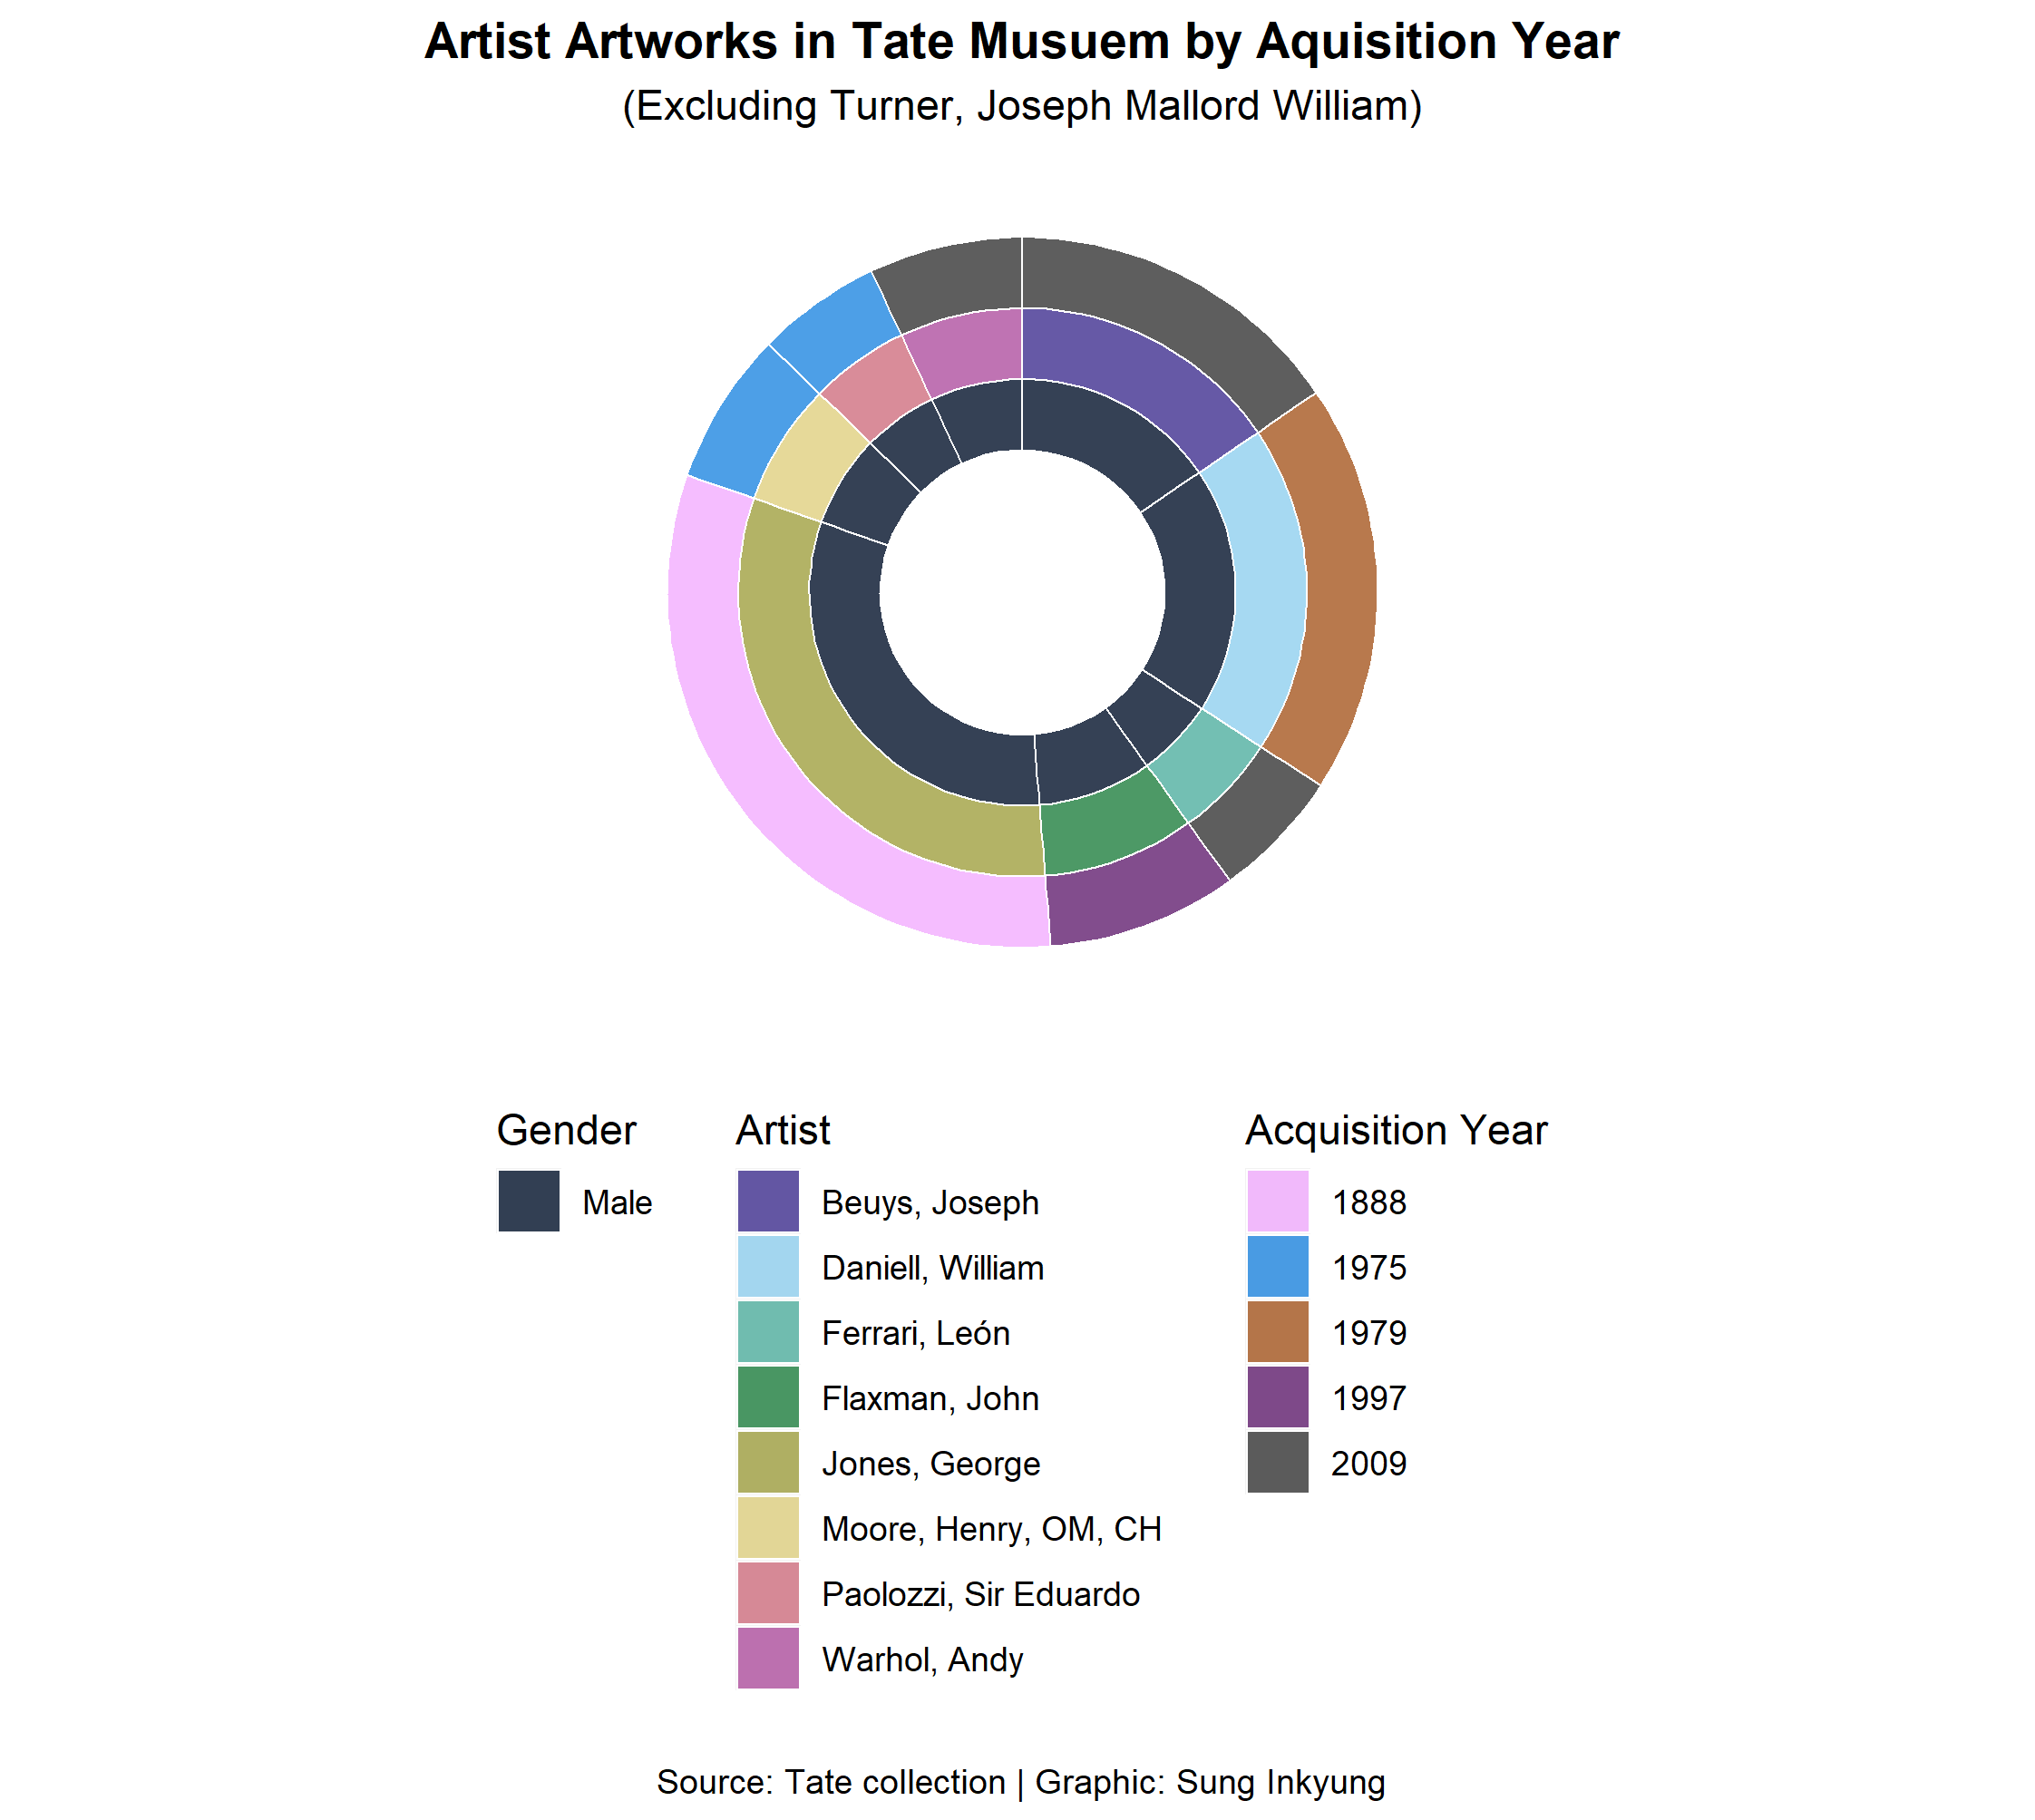 Artist Artworks in Tate Musuem by Aquisition Year
(Excluding Turner, Joseph Mallord William)
Gender
Male
Artist
Beuys, Joseph
Daniell, William
Ferrari, León
Flaxman, John
Jones, George
Moore, Henry, OM, CH
Paolozzi, Sir Eduardo
Warhol, Andy
Acquisition Year
1888
1975
1979
1997
2009
Source: Tate collection | Graphic: Sung Inkyung